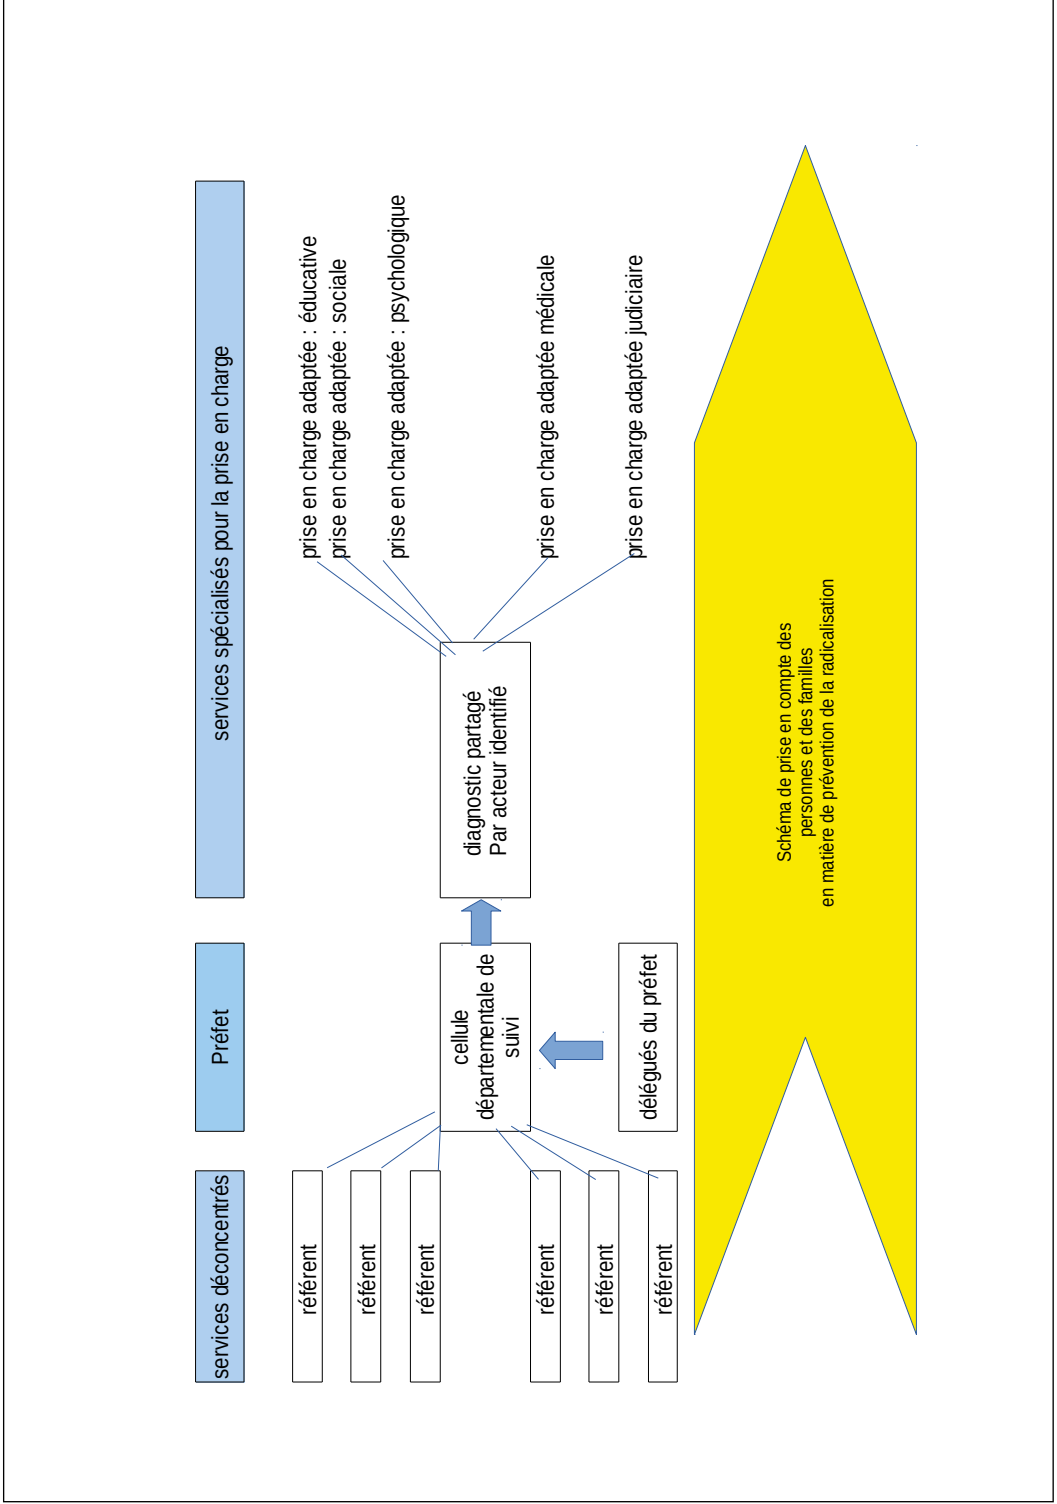 services déconcentrés
Préfet
services spécialisés pour la prise en charge
référent
référent
référent
référent
référent
référent
cellule
départementale de
suivi
délégués du préfet
diagnostic partagé
Par acteur identifié
prise en charge adaptée : éducative
prise en charge adaptée : sociale
prise en charge adaptée : psychologique
prise en charge adaptée médicale
prise en charge adaptée judiciaire
Schéma de prise en compte des
personnes et des familles
en matière de prévention de la radicalisation